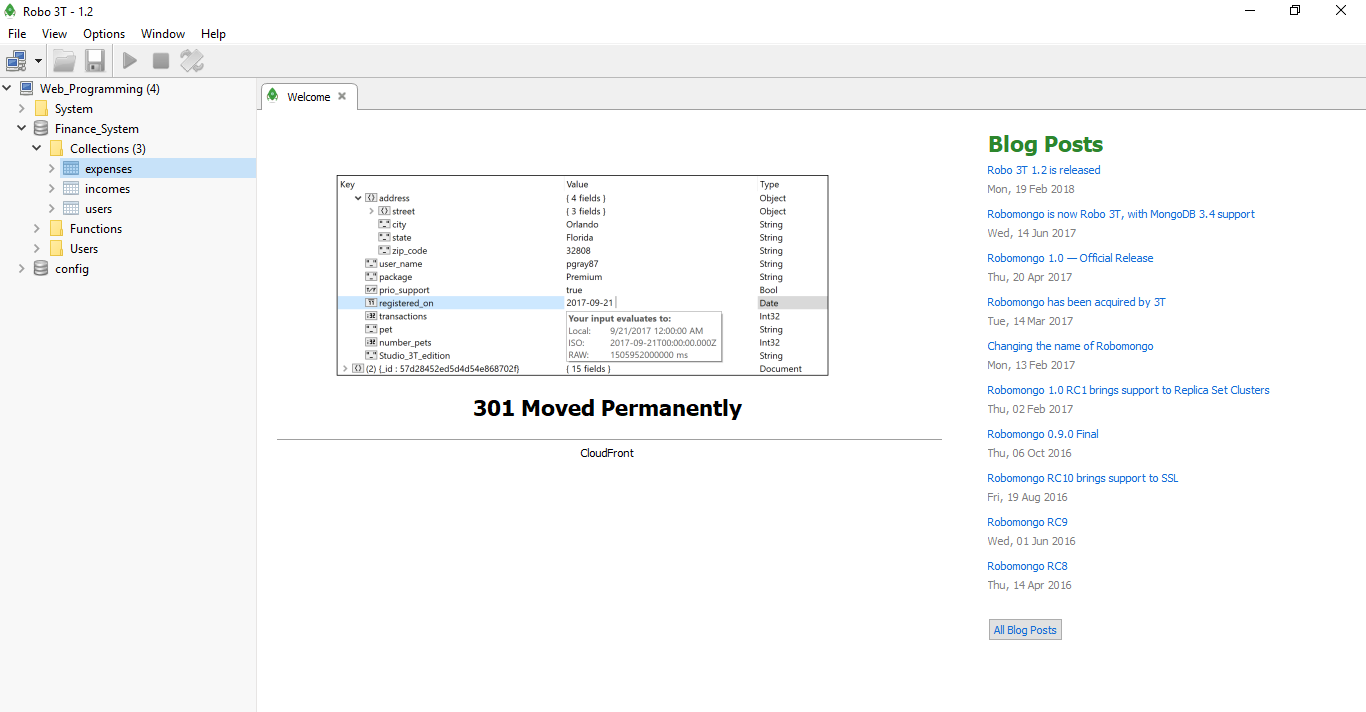 Robo 3T - 1.2
File View Options Window Help
Web_Programming (4)
System
Finance_System
Collections (3)
expenses
incomes
users
Functions
Users
config
Welcome
Key Value Type
address { 4 fields } Object
street { 3 fields } Object
city Orlando String
state Florida String
zip_code 32808 String
user_name pgray87 String
package Premium String
prio_support true Bool
registered_on 2017-09-21 Date
transactions Int32
pet String
number_pets Int32
Studio_3T_edition String
(2) {_id : 57d28452ed5d4d54e868702f} { 15 fields } Document
Your input evaluates to:
Local: 9/21/2017 12:00:00 AM
ISO: 2017-09-21T00:00:00.000Z
RAW: 1505952000000 ms
301 Moved Permanently
CloudFront
Blog Posts
Robo 3T 1.2 is released
Mon, 19 Feb 2018
Robomongo is now Robo 3T, with MongoDB 3.4 support
Wed, 14 Jun 2017
Robomongo 1.0 — Official Release
Thu, 20 Apr 2017
Robomongo has been acquired by 3T
Tue, 14 Mar 2017
Changing the name of Robomongo
Mon, 13 Feb 2017
Robomongo 1.0 RC1 brings support to Replica Set Clusters
Thu, 02 Feb 2017
Robomongo 0.9.0 Final
Thu, 06 Oct 2016
Robomongo RC10 brings support to SSL
Fri, 19 Aug 2016
Robomongo RC9
Wed, 01 Jun 2016
Robomongo RC8
Thu, 14 Apr 2016
All Blog Posts